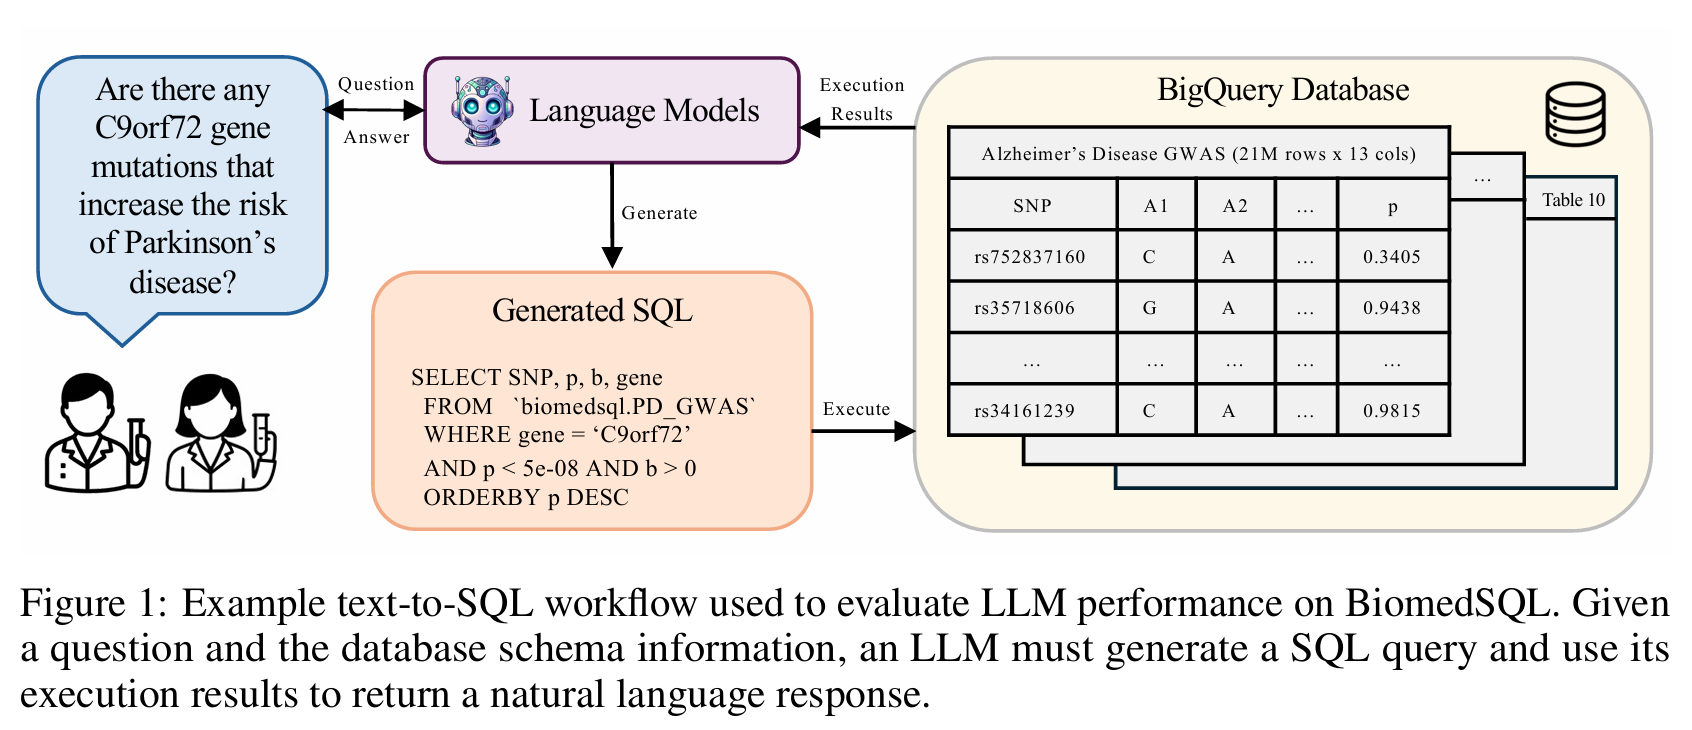 Are there any
C9orf72 gene
mutations that
increase the risk
of Parkinson's
disease?
Question
Answer
Language Models
Generate
Generated SQL
SELECT SNP, p, b, gene
FROM `biomedsql.PD_GWAS`
WHERE gene = ‘C9orf72’
AND p < 5e-08 AND b > 0
ORDERBY p DESC
Execute
Execution
Results
BigQuery Database
Alzheimer's Disease GWAS (21M rows x 13 cols)
SNP A1 A2 ... p
rs752837160 C A ... 0.3405
rs35718606 G A ... 0.9438
... ... ... ... ...
rs34161239 C A ... 0.9815
...
Table 10
Figure 1: Example text-to-SQL workflow used to evaluate LLM performance on BiomedSQL. Given
a question and the database schema information, an LLM must generate a SQL query and use its
execution results to return a natural language response.